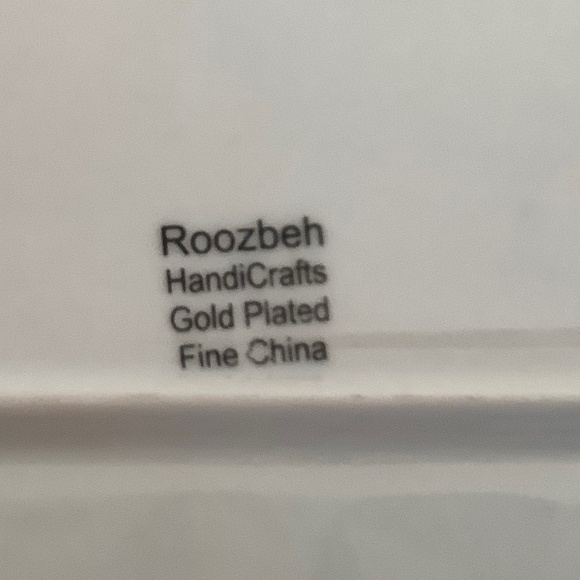 Roozbeh
HandiCrafts
Gold Plated
Fine China